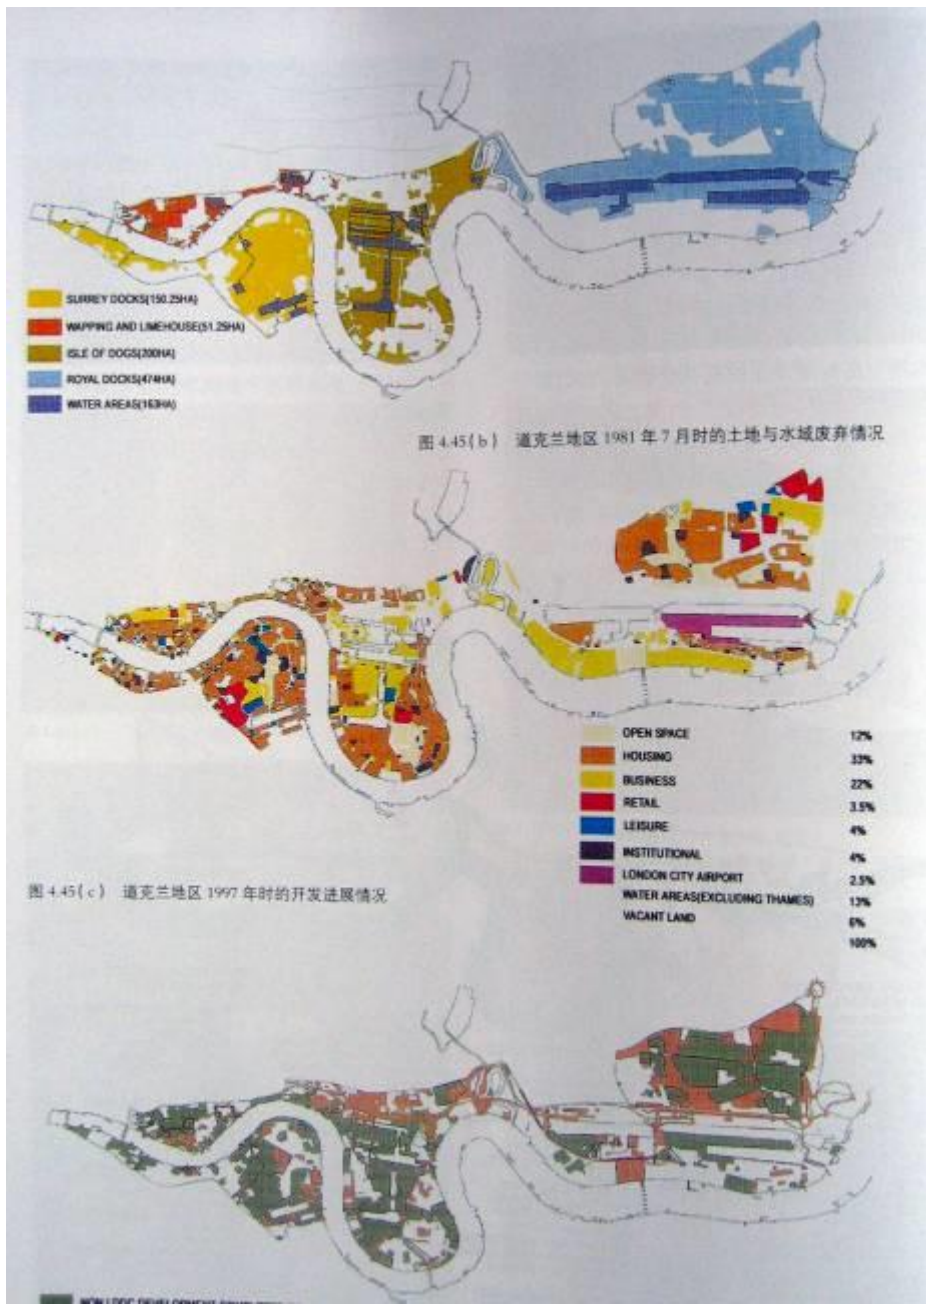 SURREY DOCKS(150.25HA)
WAPPING AND LIMEHOUSE(51.25HA)
ISLE OF DOGS(200HA)
ROYAL DOCKS(474HA)
WATER AREAS(163HA)
图 4.45(b) 道克兰地区 1981 年 7 月时的土地与水域废弃情况
OPEN SPACE 12%
HOUSING 33%
BUSINESS 22%
RETAIL 3.5%
LEISURE 4%
INSTITUTIONAL 4%
LONDON CITY AIRPORT 2.5%
WATER AREAS(EXCLUDING THAMES) 13%
VACANT LAND 6%
100%
图 4.45(c) 道克兰地区 1997 年时的开发进展情况
NON LDDC DEVELOPMENT